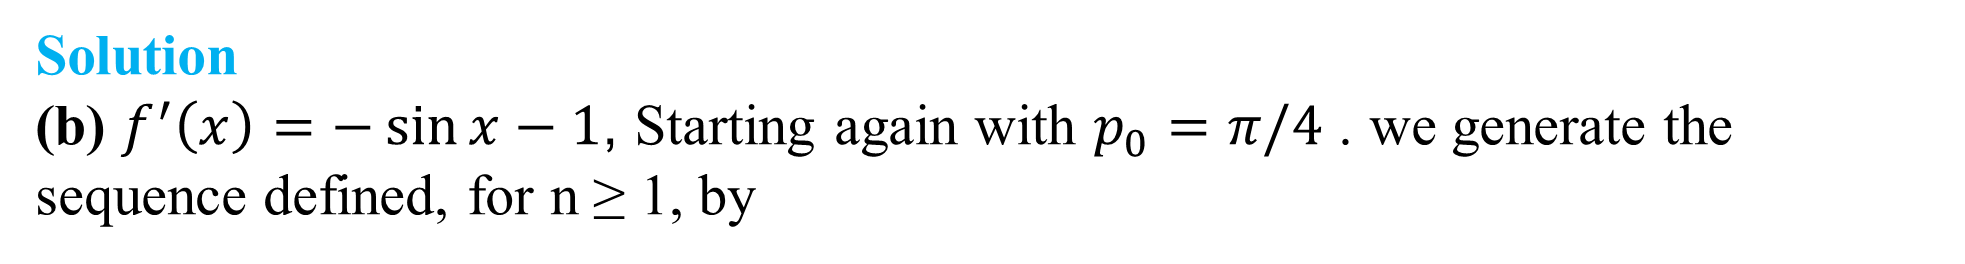 Solution
(b) f′(x) = − sin x − 1, Starting again with p₀ = π/4 . we generate the
sequence defined, for n ≥ 1, by